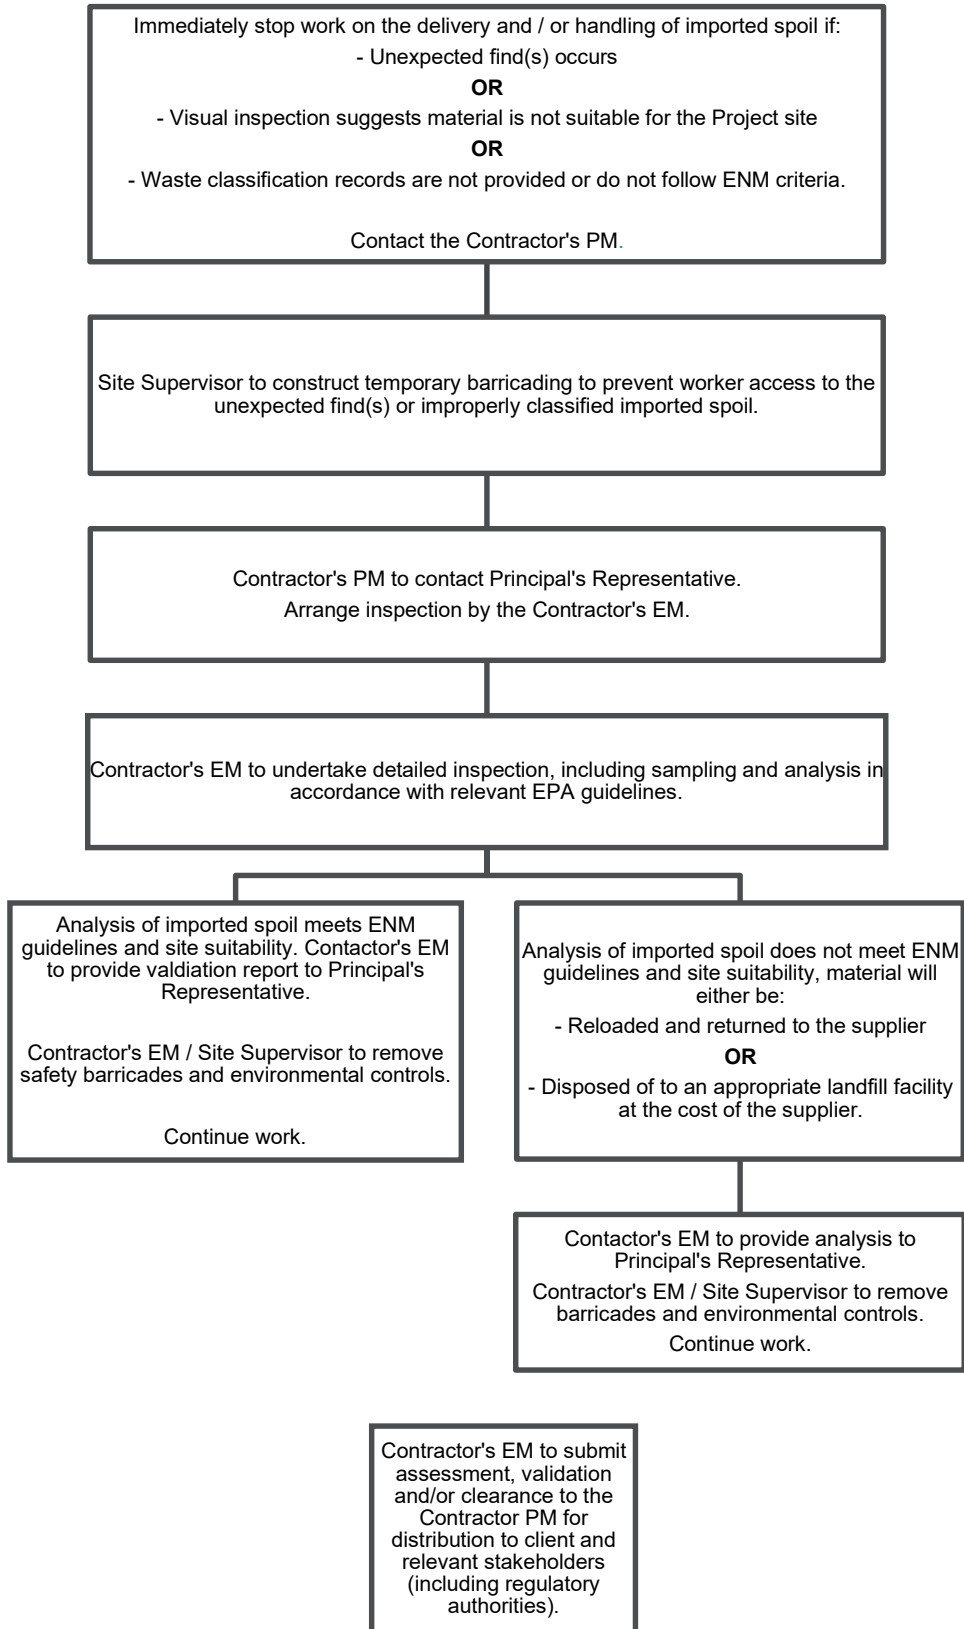 Immediately stop work on the delivery and / or handling of imported spoil if:
- Unexpected find(s) occurs
OR
- Visual inspection suggests material is not suitable for the Project site
OR
- Waste classification records are not provided or do not follow ENM criteria.
Contact the Contractor's PM.
Site Supervisor to construct temporary barricading to prevent worker access to the
unexpected find(s) or improperly classified imported spoil.
Contractor's PM to contact Principal's Representative.
Arrange inspection by the Contractor's EM.
Contractor's EM to undertake detailed inspection, including sampling and analysis in
accordance with relevant EPA guidelines.
Analysis of imported spoil meets ENM
guidelines and site suitability. Contactor's EM
to provide valdiation report to Principal's
Representative.
Contractor's EM / Site Supervisor to remove
safety barricades and environmental controls.
Continue work.
Analysis of imported spoil does not meet ENM
guidelines and site suitability, material will
either be:
- Reloaded and returned to the supplier
OR
- Disposed of to an appropriate landfill facility
at the cost of the supplier.
Contactor's EM to provide analysis to
Principal's Representative.
Contractor's EM / Site Supervisor to remove
barricades and environmental controls.
Continue work.
Contractor's EM to submit
assessment, validation
and/or clearance to the
Contractor PM for
distribution to client and
relevant stakeholders
(including regulatory
authorities).